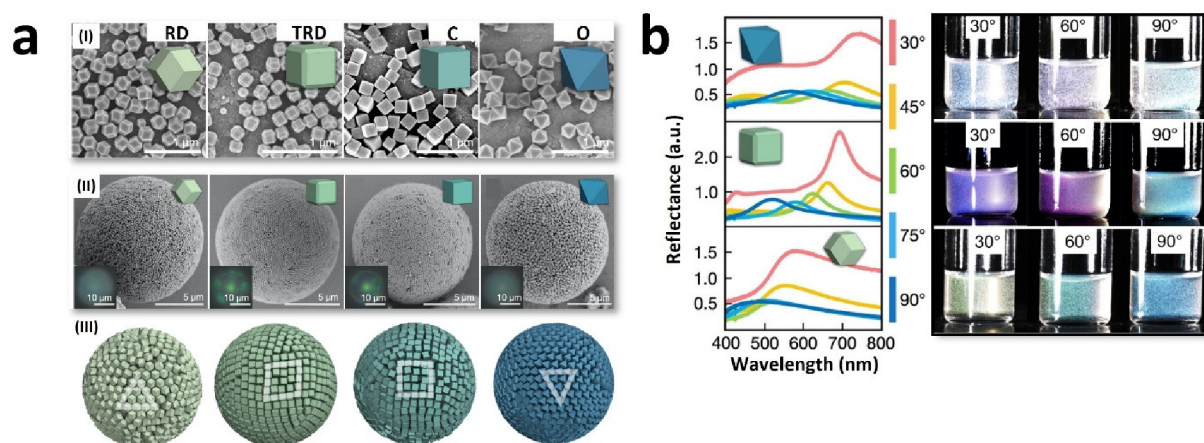 a
(I)
RD
TRD
C
O
1 µm
1 µm
1 µm
1 µm
(II)
10 µm
5 µm
10 µm
5 µm
10 µm
5 µm
10 µm
5 µm
(III)
b
Reflectance (a.u.)
1.5
1.0
0.5
2.0
1.0
1.5
1.0
0.5
400 500 600 700 800
Wavelength (nm)
30°
45°
60°
75°
90°
30° 60° 90°
30° 60° 90°
30° 60° 90°